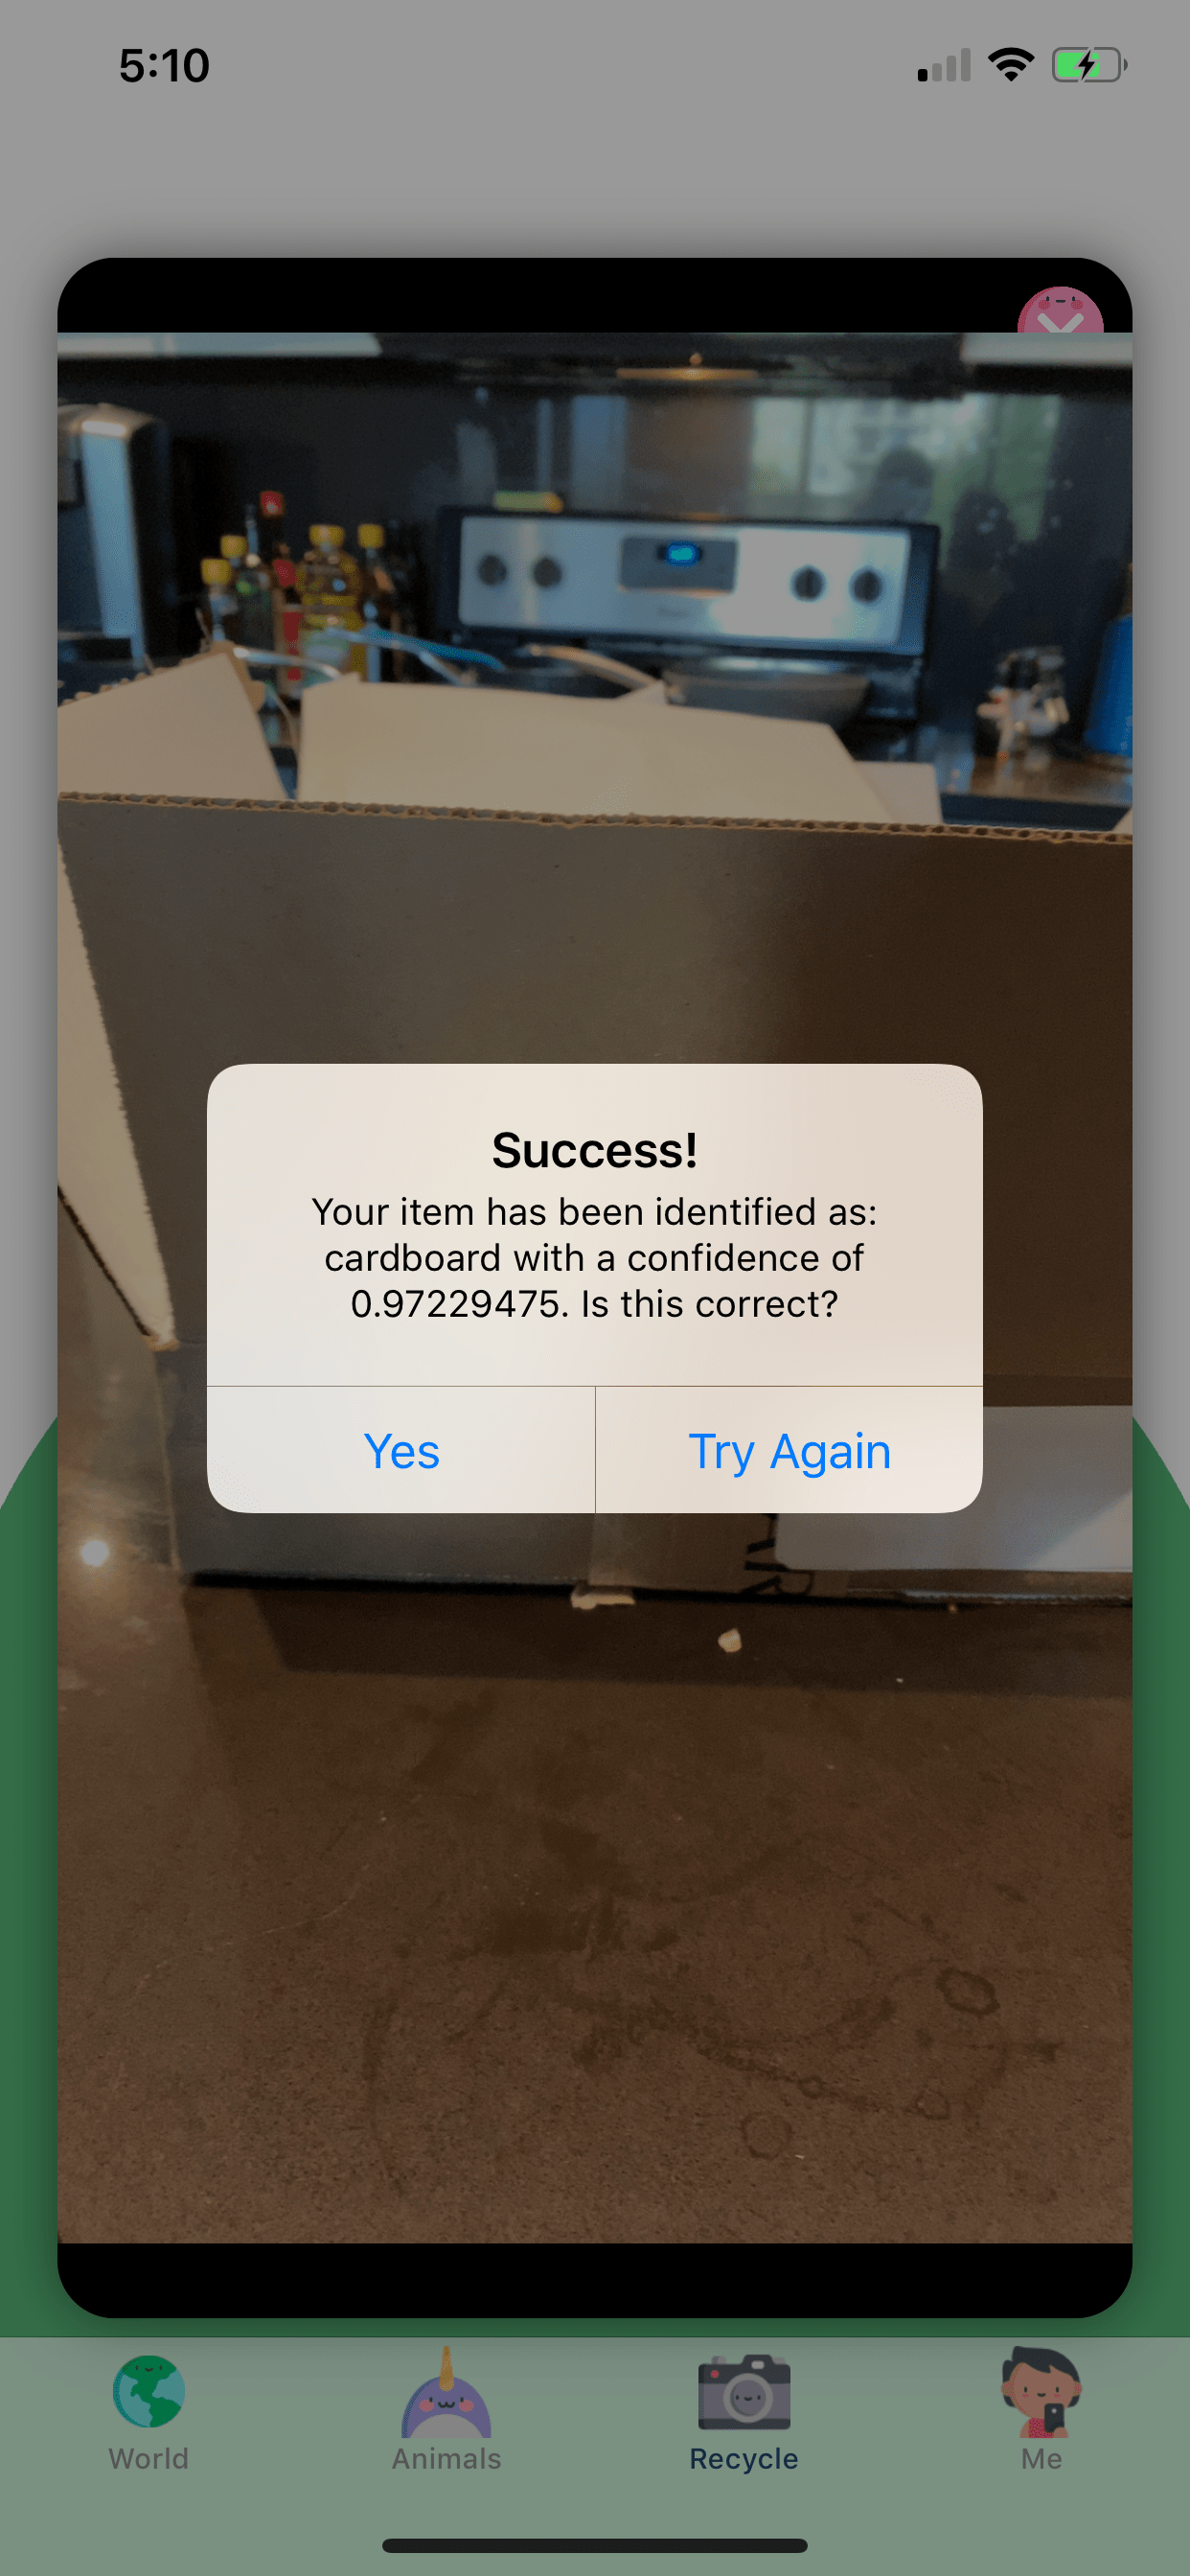 5:10
Success!
Your item has been identified as:
cardboard with a confidence of
0.97229475. Is this correct?
Yes
Try Again
World
Animals
Recycle
Me